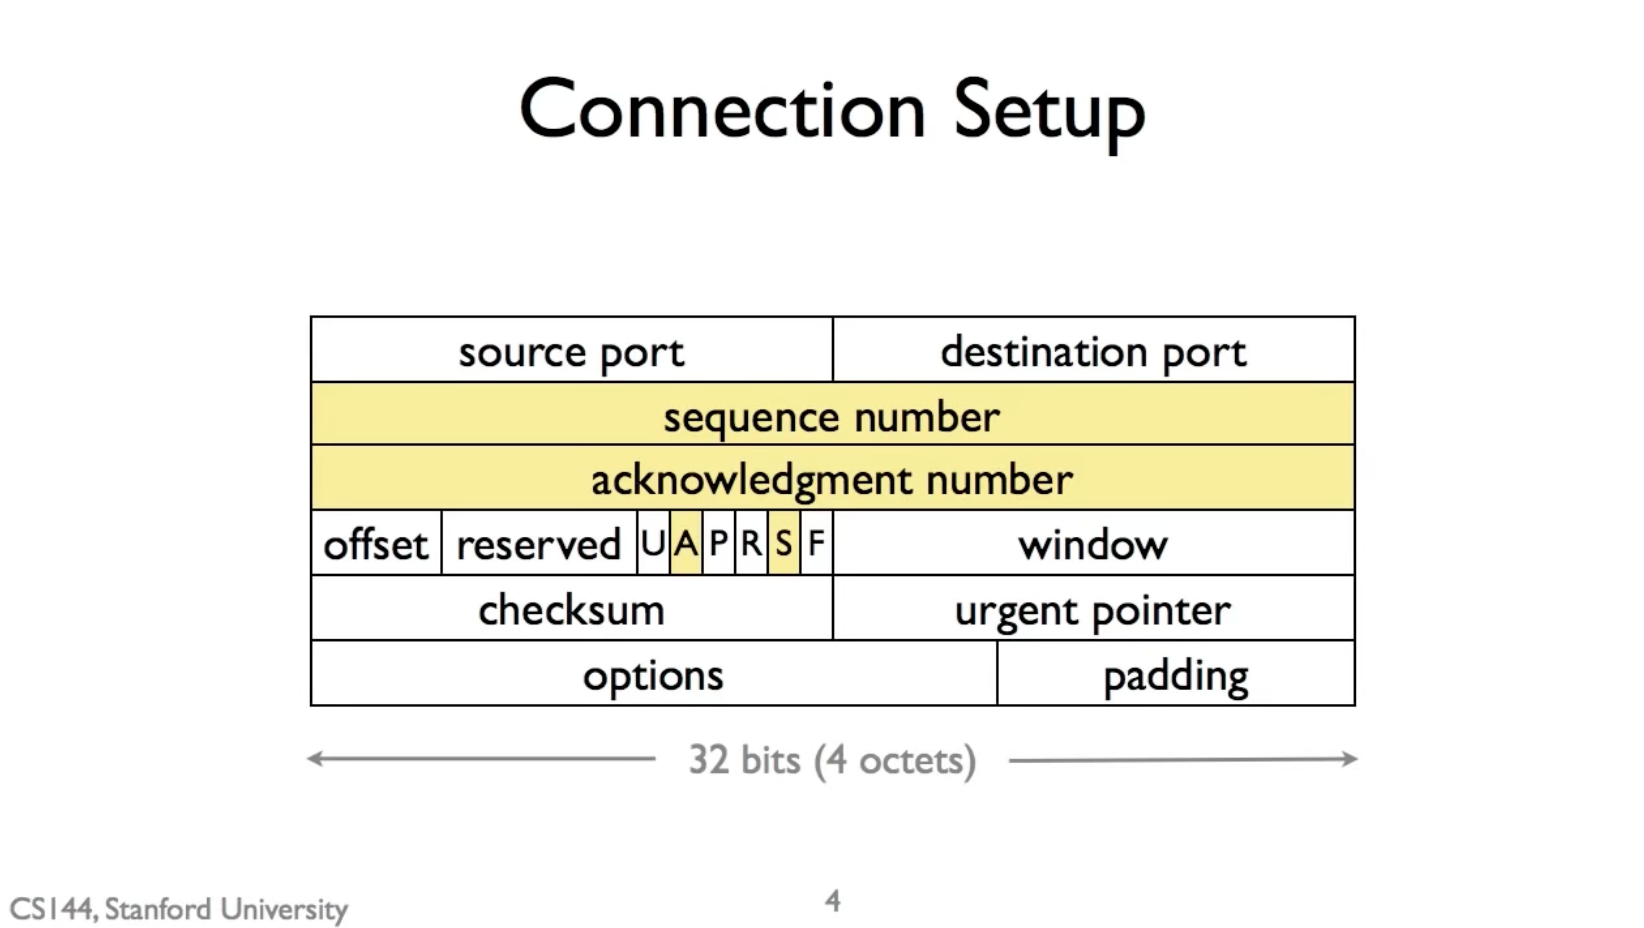 Connection Setup
source port destination port
sequence number
acknowledgment number
offset reserved U A P R S F window
checksum urgent pointer
options padding
32 bits (4 octets)
CS144, Stanford University 4